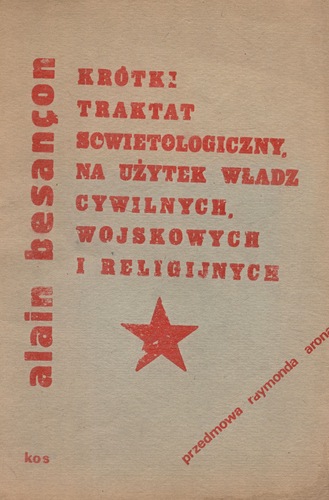 alain besançon
KRÓTKI
TRAKTAT
SOWIETOLOGICZNY,
NA UŻYTEK WŁADZ
CYWILNYCH,
WOJSKOWYCH
I RELIGIJNYCH
przedmowa raymonda arona
kos